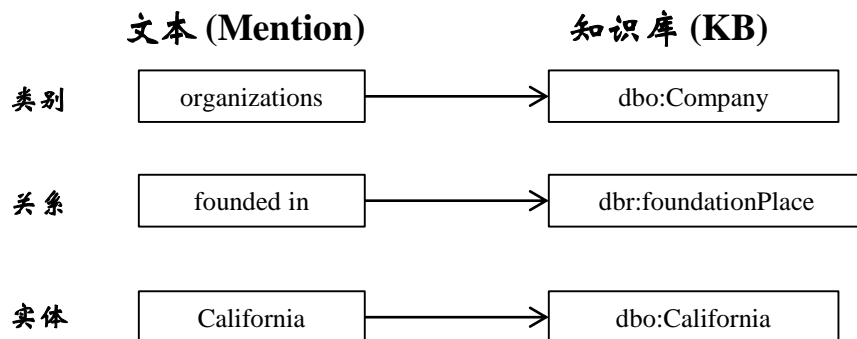 文本 (Mention) 知识库 (KB)
类别 organizations dbo:Company
关系 founded in dbr:foundationPlace
实体 California dbo:California